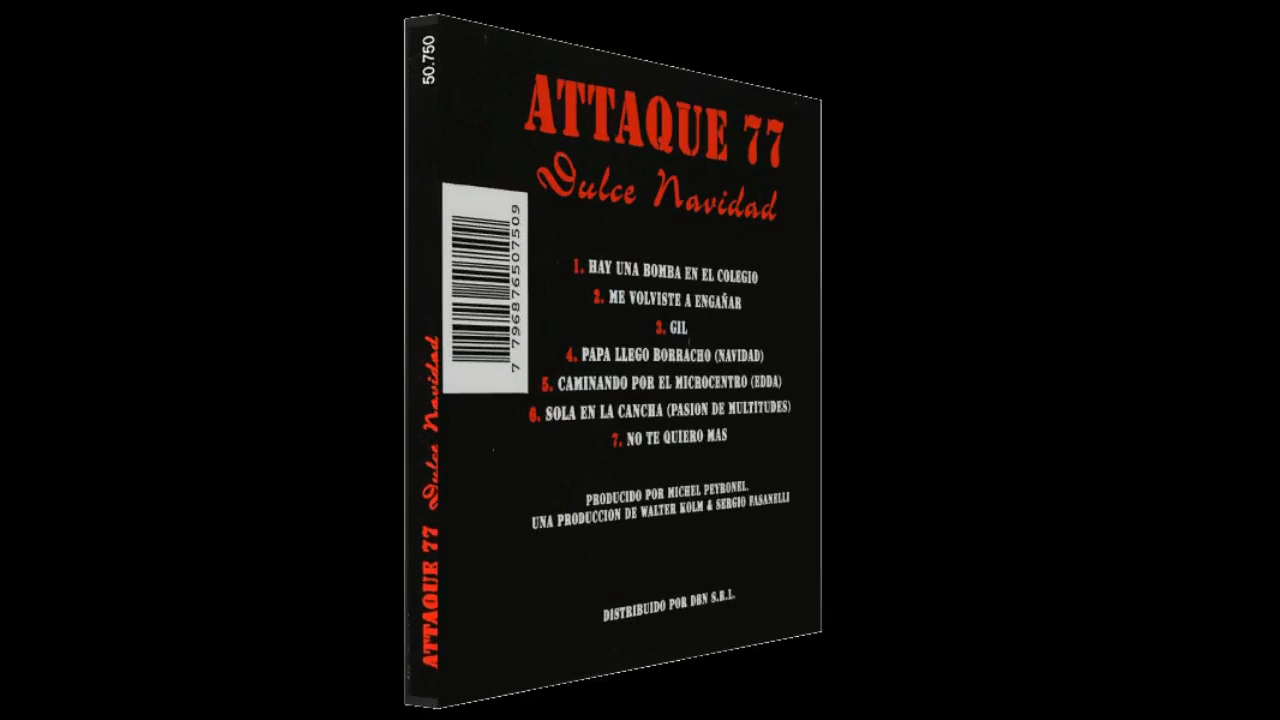 50.750
ATTAQUE 77 Dulce Navidad
ATTAQUE 77
Dulce Navidad
7 796876507509
1. HAY UNA BOMBA EN EL COLEGIO
2. ME VOLVISTE A ENGAÑAR
3. GIL
4. PAPA LLEGO BORRACHO (NAVIDAD)
5. CAMINANDO POR EL MICROCENTRO (EDDA)
6. SOLA EN LA CANCHA (PASION DE MULTITUDES)
7. NO TE QUIERO MAS
PRODUCIDO POR MICHEL PEYRONEL.
UNA PRODUCCION DE WALTER KOLM & SERGIO FASANELLI
DISTRIBUIDO POR DBN S.R.L.